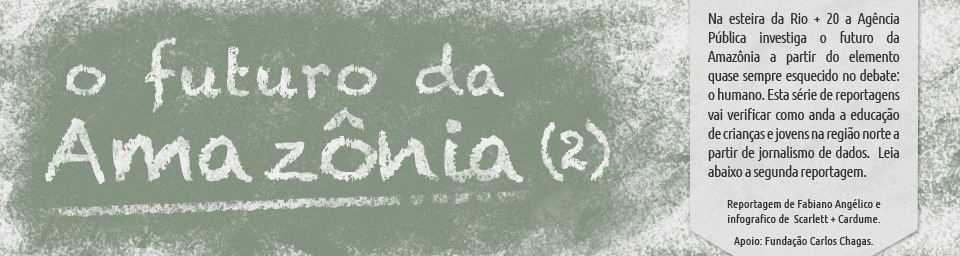 o futuro da
Amazônia (2)
Na esteira da Rio + 20 a Agência
Pública investiga o futuro da
Amazônia a partir do elemento
quase sempre esquecido no debate:
o humano. Esta série de reportagens
vai verificar como anda a educação
de crianças e jovens na região norte a
partir de jornalismo de dados. Leia
abaixo a segunda reportagem.
Reportagem de Fabiano Angélico e
infografico de Scarlett + Cardume.
Apoio: Fundação Carlos Chagas.